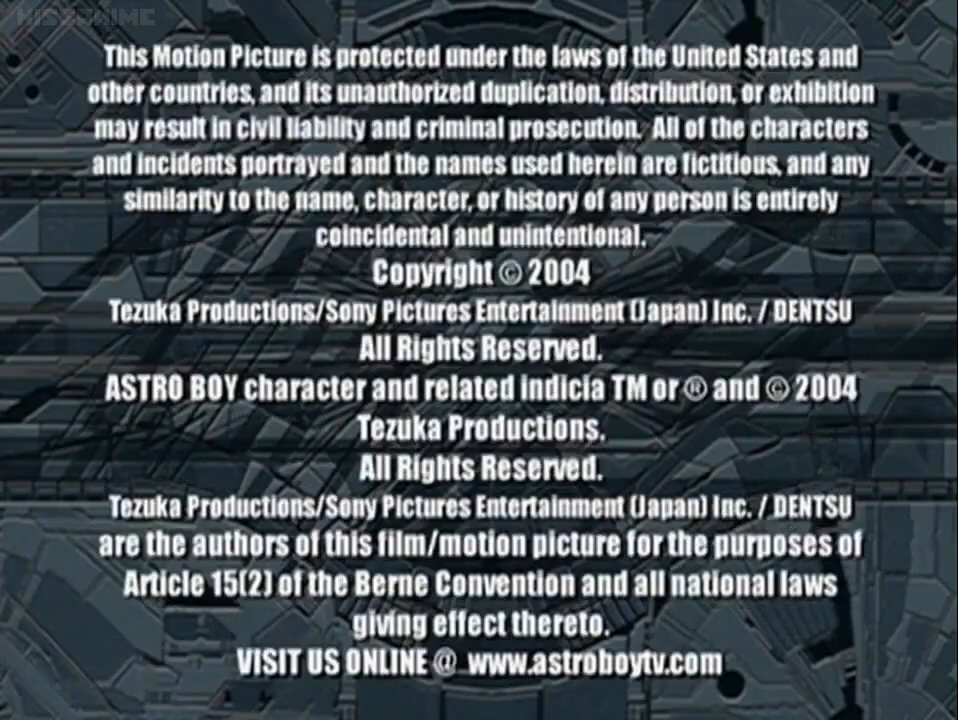 KISSANIME
This Motion Picture is protected under the laws of the United States and
other countries, and its unauthorized duplication, distribution, or exhibition
may result in civil liability and criminal prosecution. All of the characters
and incidents portrayed and the names used herein are fictitious, and any
similarity to the name, character, or history of any person is entirely
coincidental and unintentional.
Copyright © 2004
Tezuka Productions/Sony Pictures Entertainment (Japan) Inc. / DENTSU
All Rights Reserved.
ASTRO BOY character and related indicia TM or ® and © 2004
Tezuka Productions.
All Rights Reserved.
Tezuka Productions/Sony Pictures Entertainment (Japan) Inc. / DENTSU
are the authors of this film/motion picture for the purposes of
Article 15(2) of the Berne Convention and all national laws
giving effect thereto.
VISIT US ONLINE @ www.astroboytv.com